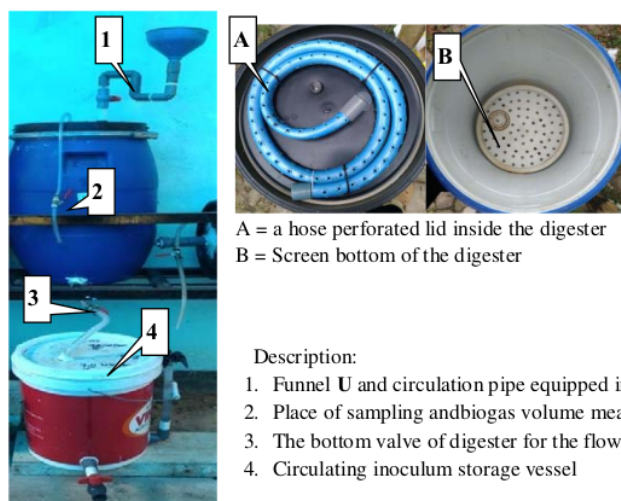 1
2
3
4
A
B
A = a hose perforated lid inside the digester
B = Screen bottom of the digester
Description:
1. Funnel U and circulation pipe equipped
2. Place of sampling andbiogas volume
3. The bottom valve of digester for the flow
4. Circulating inoculum storage vessel